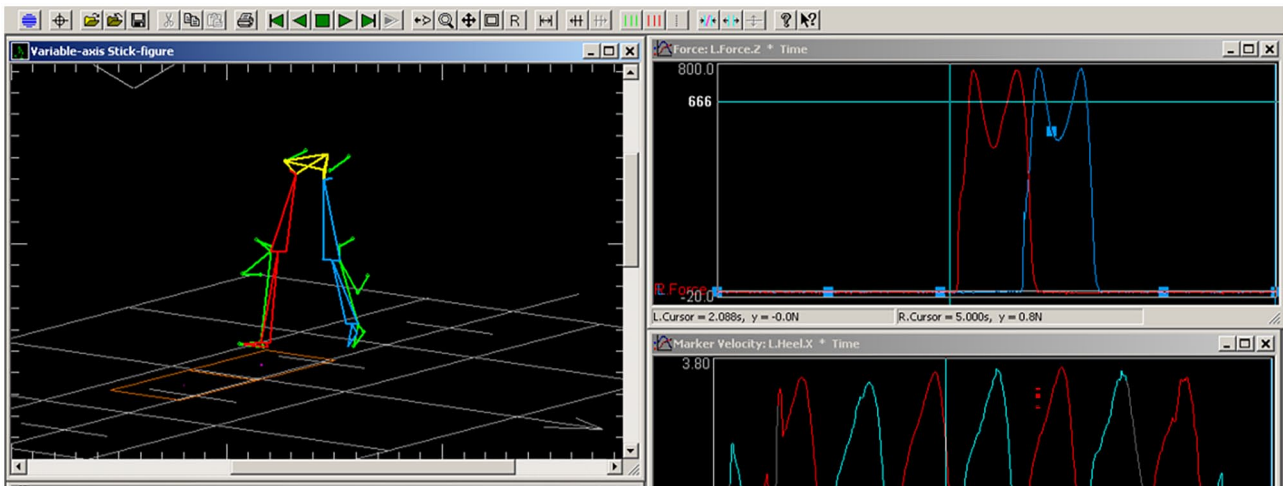 R
Variable-axis Stick-figure
Force: L.Force.Z * Time
800.0
666
-20.0
L.Cursor = 2.088s, y = -0.0N
R.Cursor = 5.000s, y = 0.8N
Marker Velocity: L.Heel.X * Time
3.80